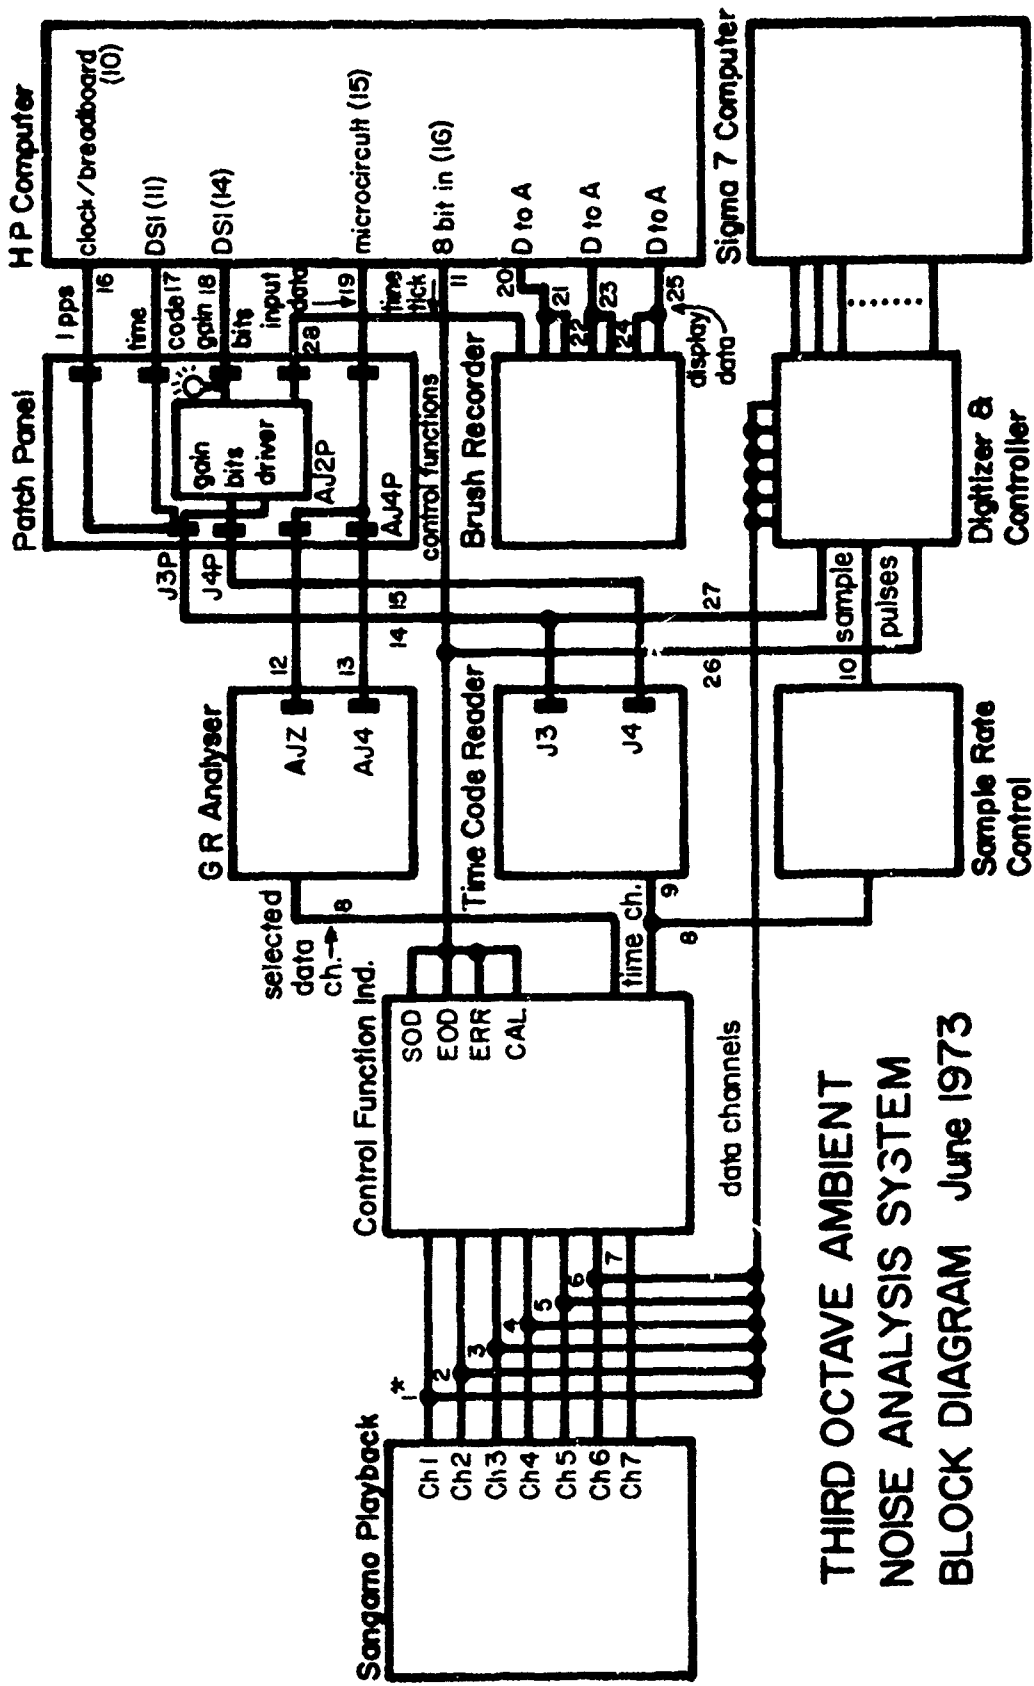 HP Computer
clock/breadboard
(10)
DSI (11)
DSI (14)
microcircuit (15)
8 bit in (1G)
D to A
D to A
D to A
Sigma 7 Computer
1 pps
16
time
code 17
gain 18
bits
input
data
28
19
time
tick
11
20
21
22
23
24
25
display
data
Patch Panel
gain
bits
driver
AJ2P
AJ4P
J3P
J4P
control functions
Brush Recorder
Digitizer &
Controller
12
13
14
15
26
27
10
sample
pulses
GR Analyser
AJZ
AJ4
Time Code Reader
J3
J4
Sample Rate
Control
selected
data
ch.
8
time ch.
9
8
Control Function Ind.
SOD
EOD
ERR
CAL
data channels
1*
2
3
4
5
6
7
Sangamo Playback
Ch1
Ch2
Ch3
Ch4
Ch5
Ch6
Ch7
THIRD OCTAVE AMBIENT
NOISE ANALYSIS SYSTEM
BLOCK DIAGRAM June 1973